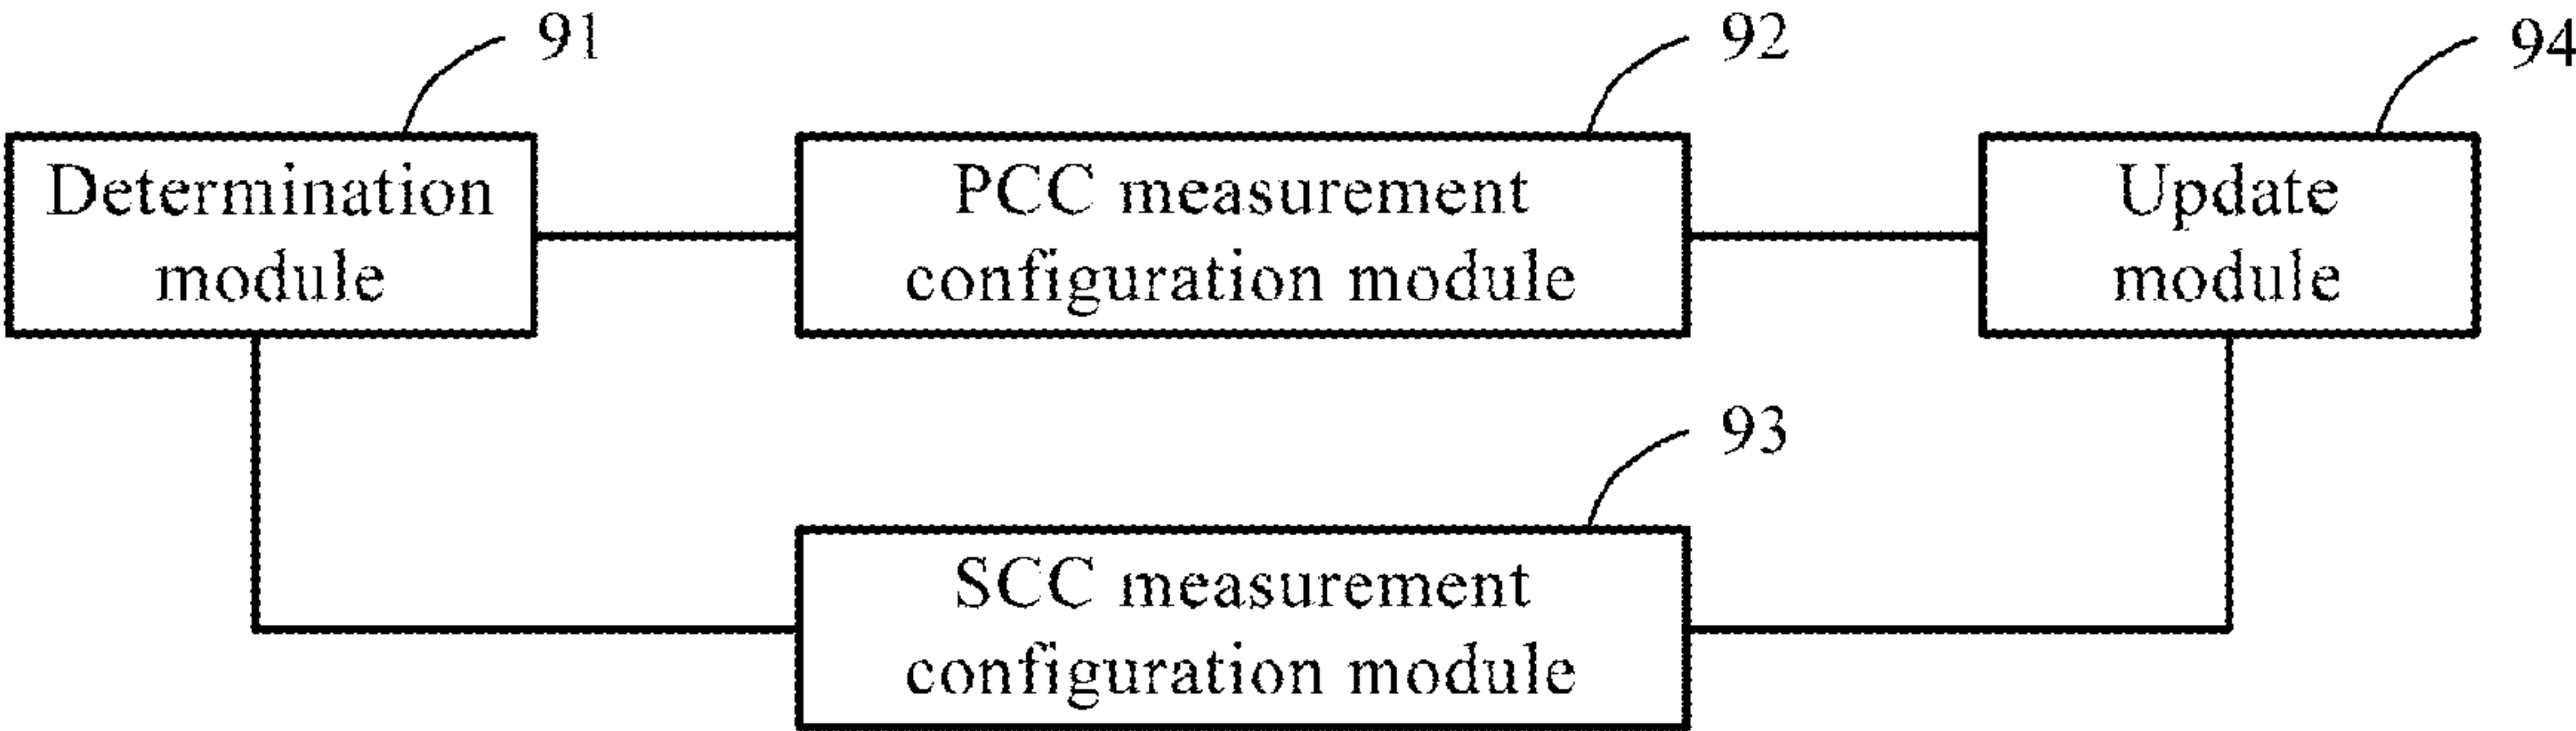 91
92
94
Determination
module
PCC measurement
configuration module
Update
module
93
SCC measurement
configuration module